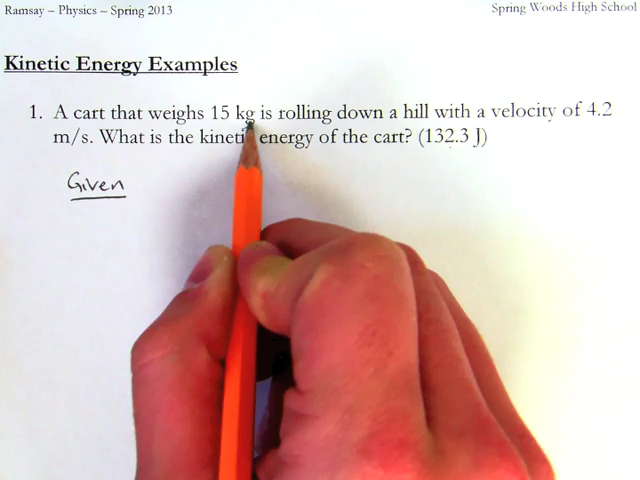 Ramsay – Physics – Spring 2013
Spring Woods High School
Kinetic Energy Examples
1. A cart that weighs 15 kg is rolling down a hill with a velocity of 4.2
m/s. What is the kineti energy of the cart? (132.3 J)
Given